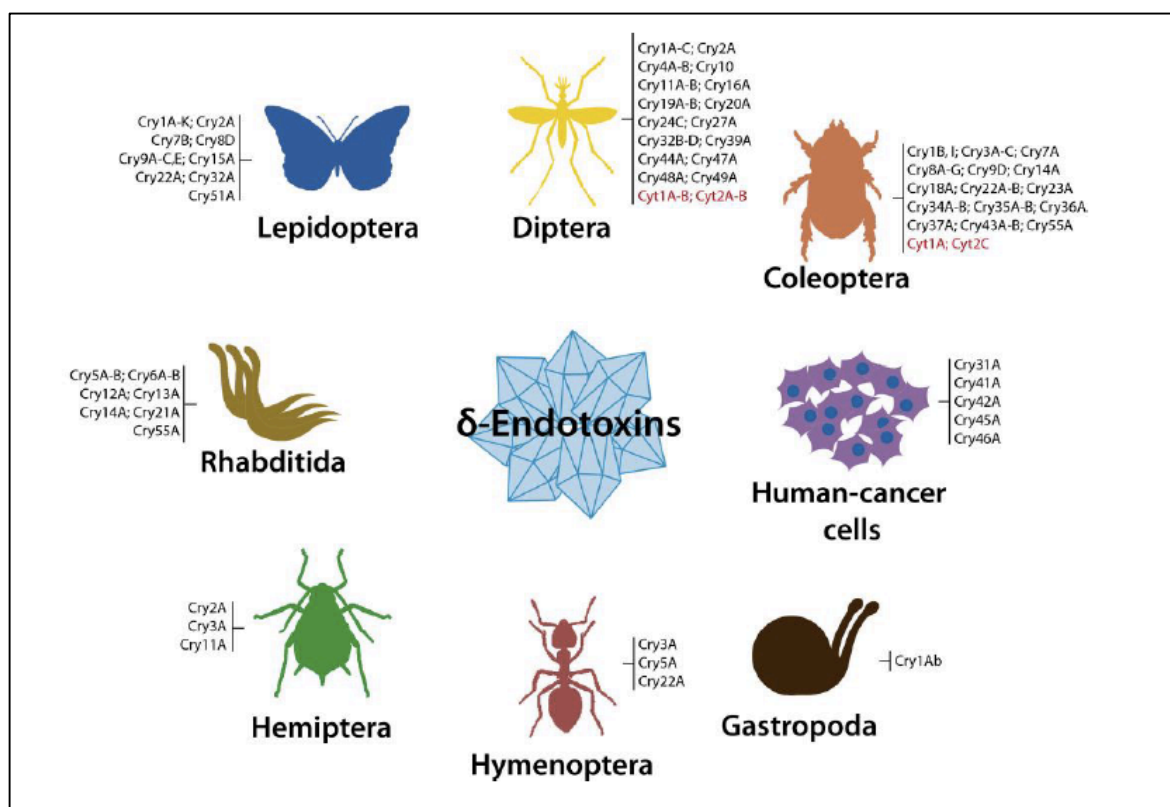 Cry1A-K; Cry2A
Cry7B; Cry8D
Cry9A-C,E; Cry15A
Cry22A; Cry32A
Cry51A
Lepidoptera
Cry1A-C; Cry2A
Cry4A-B; Cry10
Cry11A-B; Cry16A
Cry19A-B; Cry20A
Cry24C; Cry27A
Cry32B-D; Cry39A
Cry44A; Cry47A
Cry48A; Cry49A
Cyt1A-B; Cyt2A-B
Diptera
Cry1B, I; Cry3A-C; Cry7A
Cry8A-G; Cry9D; Cry14A
Cry18A; Cry22A-B; Cry23A
Cry34A-B; Cry35A-B; Cry36A,
Cry37A; Cry43A-B; Cry55A
Cyt1A; Cyt2C
Coleoptera
Cry5A-B; Cry6A-B
Cry12A; Cry13A
Cry14A; Cry21A
Cry55A
Rhabditida
δ-Endotoxins
Cry31A
Cry41A
Cry42A
Cry45A
Cry46A
Human-cancer
cells
Cry2A
Cry3A
Cry11A
Hemiptera
Cry3A
Cry5A
Cry22A
Hymenoptera
Cry1Ab
Gastropoda